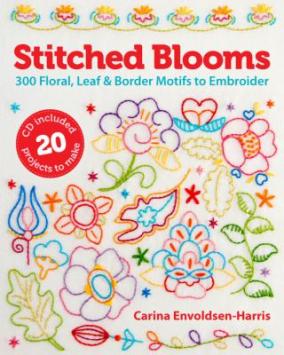 Stitched Blooms
300 Floral, Leaf & Border Motifs to Embroider
CD included
20
projects to make
Carina Envoldsen-Harris